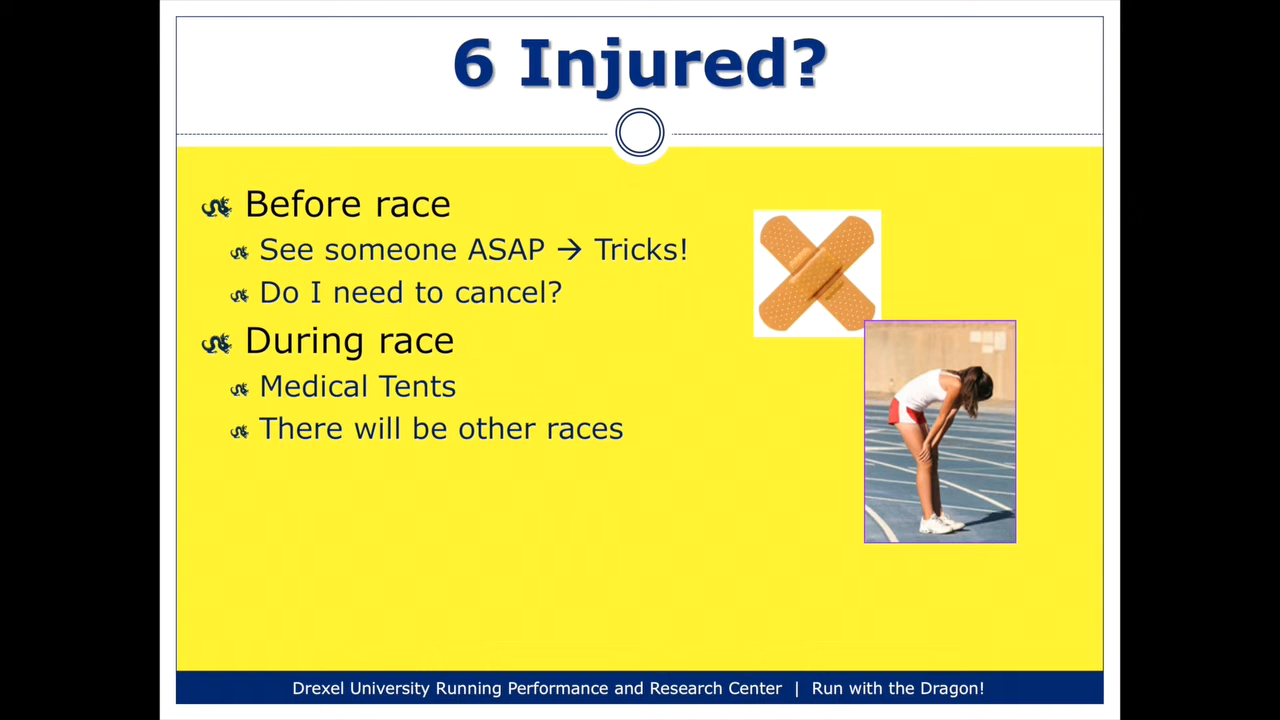 6 Injured?
Before race
See someone ASAP → Tricks!
Do I need to cancel?
During race
Medical Tents
There will be other races
Drexel University Running Performance and Research Center | Run with the Dragon!